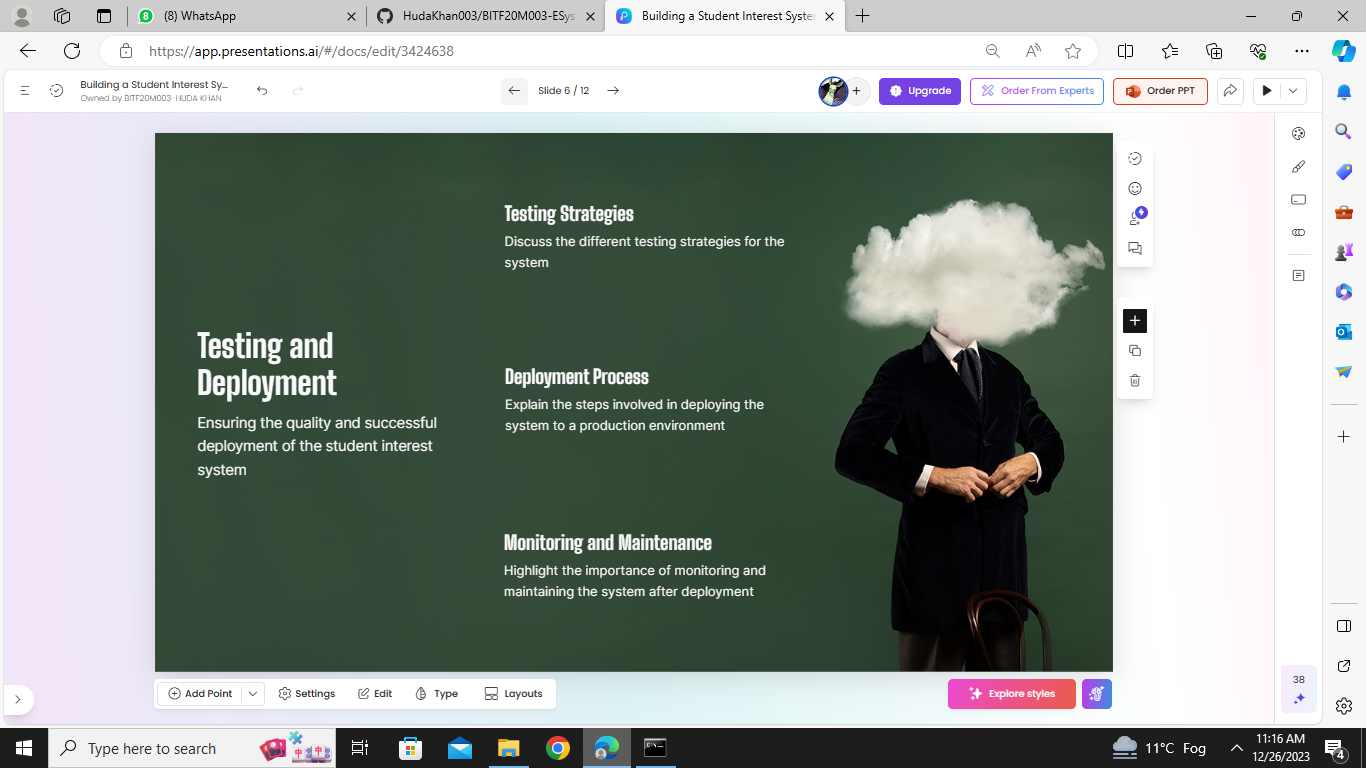 (8) WhatsApp
HudaKhan003/BITF20M003-ESys
Building a Student Interest System
https://app.presentations.ai/#/docs/edit/3424638
Building a Student Interest Sy...
Owned by BITF20M003-HUDA KHAN
Slide 6 / 12
Upgrade
Order From Experts
Order PPT
Testing Strategies
Discuss the different testing strategies for the
system
Testing and
Deployment
Ensuring the quality and successful
deployment of the student interest
system
Deployment Process
Explain the steps involved in deploying the
system to a production environment
Monitoring and Maintenance
Highlight the importance of monitoring and
maintaining the system after deployment
Add Point
Settings
Edit
Type
Layouts
Explore styles
38
Type here to search
11°C Fog
11:16 AM
12/26/2023
4